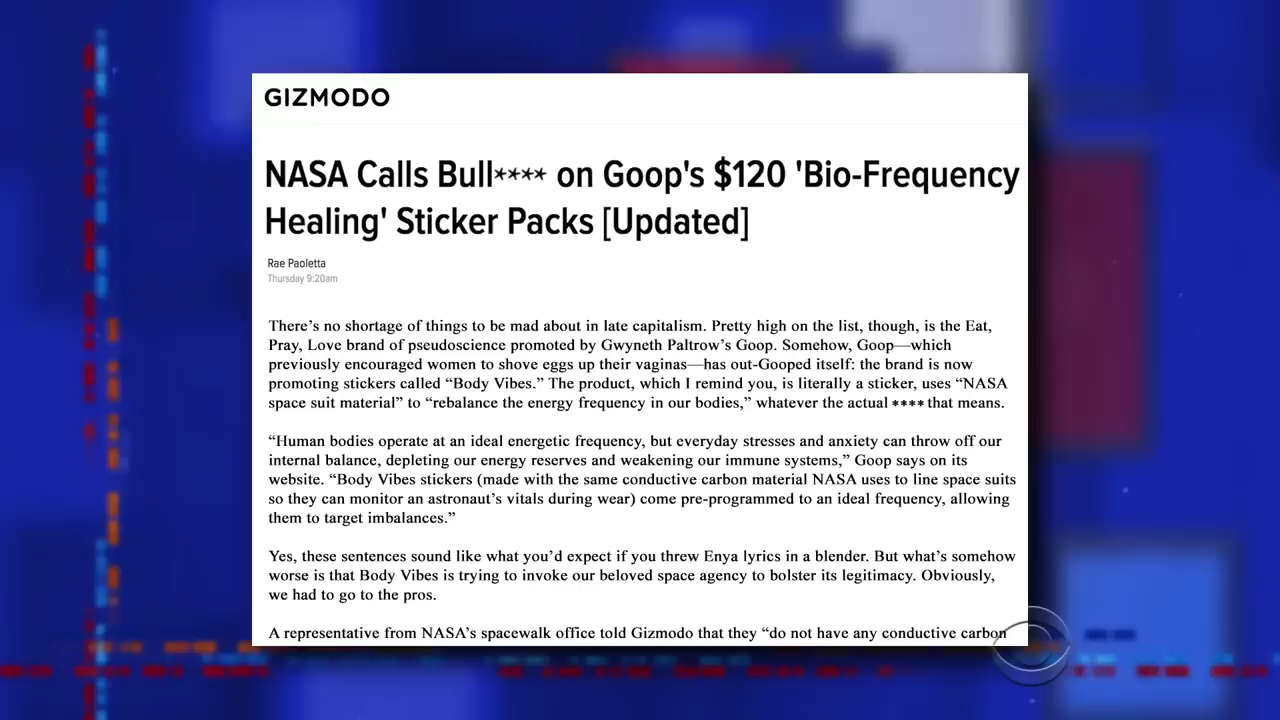 GIZMODO
NASA Calls Bull**** on Goop's $120 'Bio-Frequency
Healing' Sticker Packs [Updated]
Rae Paoletta
Thursday 9:20am
There's no shortage of things to be mad about in late capitalism. Pretty high on the list, though, is the Eat,
Pray, Love brand of pseudoscience promoted by Gwyneth Paltrow's Goop. Somehow, Goop—which
previously encouraged women to shove eggs up their vaginas—has out-Gooped itself: the brand is now
promoting stickers called “Body Vibes.” The product, which I remind you, is literally a sticker, uses “NASA
space suit material” to “rebalance the energy frequency in our bodies,” whatever the actual **** that means.
“Human bodies operate at an ideal energetic frequency, but everyday stresses and anxiety can throw off our
internal balance, depleting our energy reserves and weakening our immune systems,” Goop says on its
website. “Body Vibes stickers (made with the same conductive carbon material NASA uses to line space suits
so they can monitor an astronaut's vitals during wear) come pre-programmed to an ideal frequency, allowing
them to target imbalances.”
Yes, these sentences sound like what you'd expect if you threw Enya lyrics in a blender. But what's somehow
worse is that Body Vibes is trying to invoke our beloved space agency to bolster its legitimacy. Obviously,
we had to go to the pros.
A representative from NASA's spacewalk office told Gizmodo that they “do not have any conductive carbon